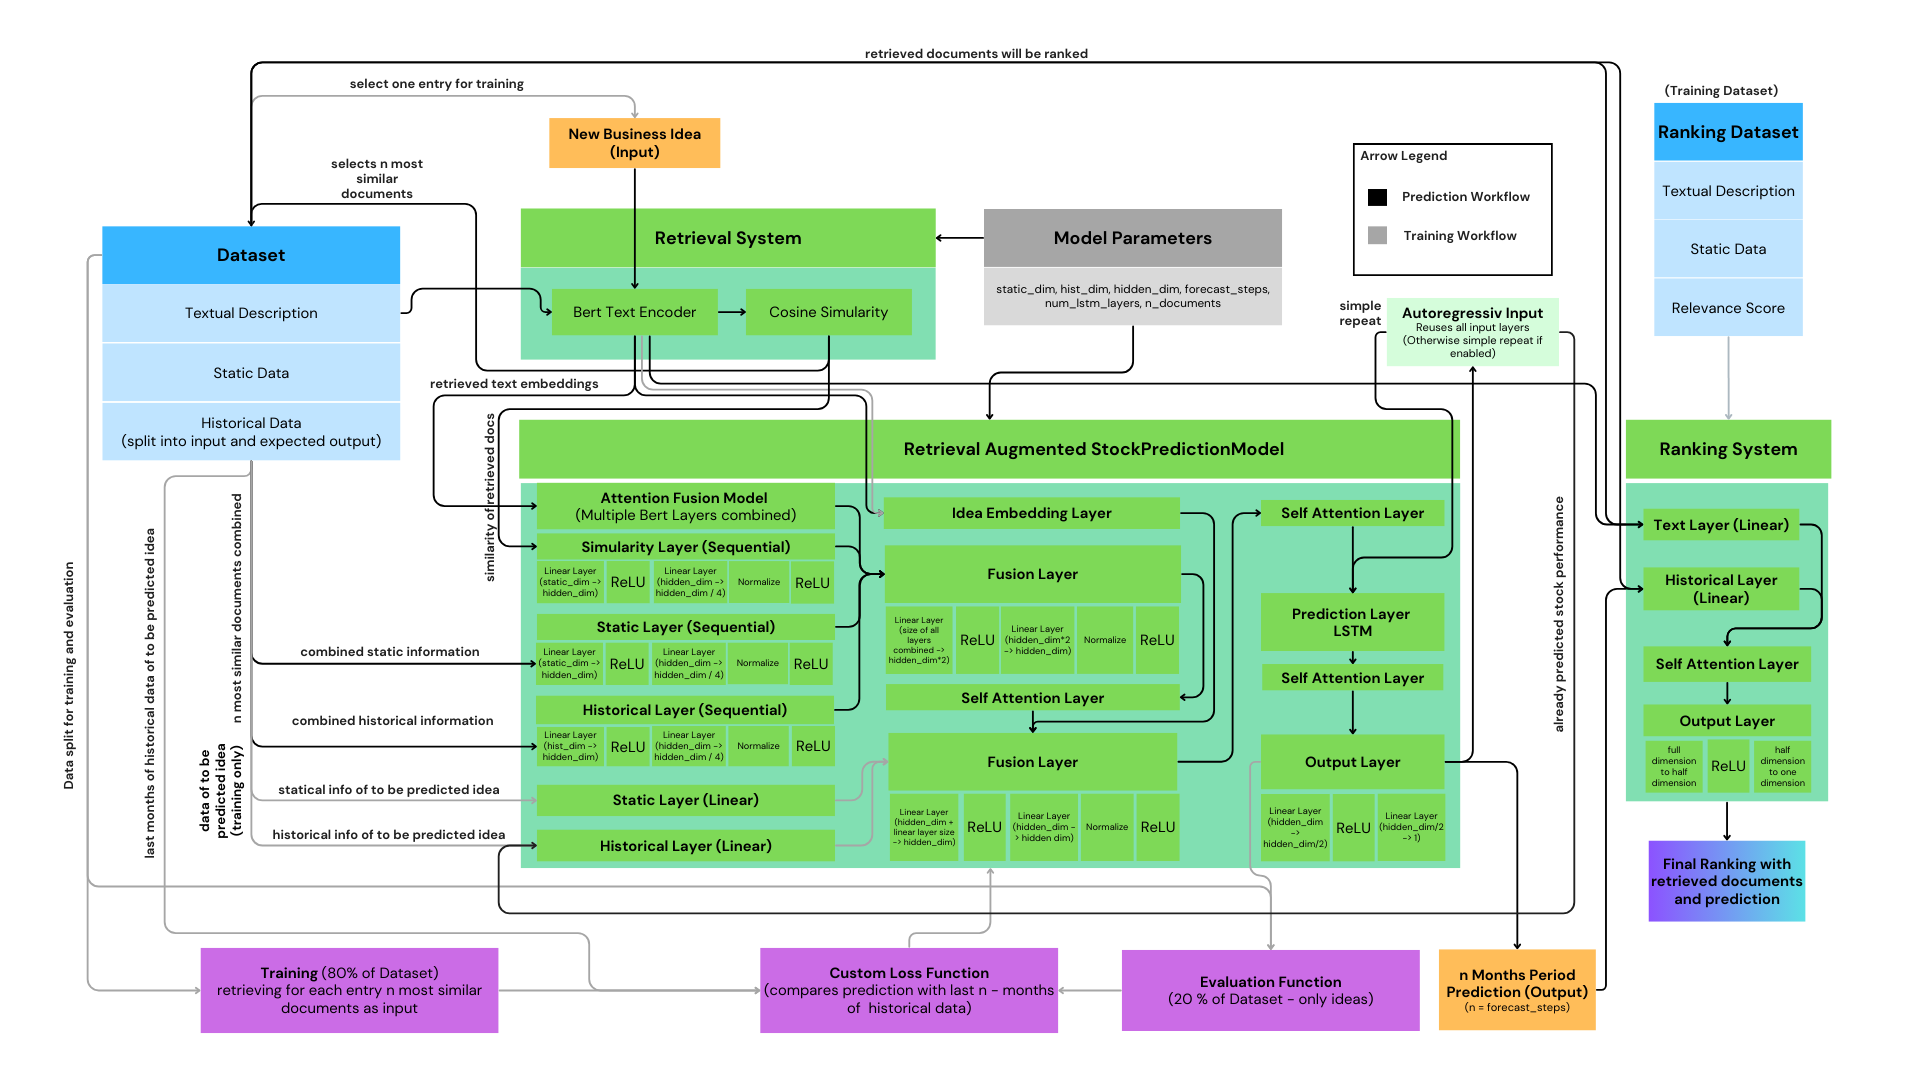 retrieved documents will be ranked
select one entry for training
(Training Dataset)
New Business Idea
(Input)
Ranking Dataset
Textual Description
Static Data
Relevance Score
Arrow Legend
Prediction Workflow
Training Workflow
selects n most
similar
documents
Dataset
Textual Description
Static Data
Historical Data
(split into input and expected output)
Retrieval System
Bert Text Encoder
Cosine Simularity
Model Parameters
static_dim, hist_dim, hidden_dim, forecast_steps,
num_lstm_layers, n_documents
simple
repeat
Autoregressiv Input
Reuses all input layers
(Otherwise simple repeat if
enabled)
retrieved text embeddings
similarity of retrieved docs
Retrieval Augmented StockPredictionModel
Attention Fusion Model
(Multiple Bert Layers combined)
Simularity Layer (Sequential)
Linear Layer
(static_dim ->
hidden_dim)
ReLU
Linear Layer
(hidden_dim ->
hidden_dim / 4)
Normalize
ReLU
Static Layer (Sequential)
Linear Layer
(static_dim ->
hidden_dim)
ReLU
Linear Layer
(hidden_dim ->
hidden_dim / 4)
Normalize
ReLU
Historical Layer (Sequential)
Linear Layer
(hist_dim ->
hidden_dim)
ReLU
Linear Layer
(hidden_dim ->
hidden_dim / 4)
Normalize
ReLU
Static Layer (Linear)
Historical Layer (Linear)
Idea Embedding Layer
Fusion Layer
Linear Layer
(size of all
layers
combined ->
hidden_dim*2)
ReLU
Linear Layer
(hidden_dim*2
-> hidden_dim)
Normalize
ReLU
Self Attention Layer
Fusion Layer
Linear Layer
(hidden_dim +
linear layer size
-> hidden_dim)
ReLU
Linear Layer
(hidden_dim -
> hidden dim)
Normalize
ReLU
Self Attention Layer
Prediction Layer
LSTM
Self Attention Layer
Output Layer
Linear Layer
(hidden_dim
->
hidden_dim/2)
ReLU
Linear Layer
(hidden_dim/2
-> 1)
already predicted stock performance
Ranking System
Text Layer (Linear)
Historical Layer
(Linear)
Self Attention Layer
Output Layer
full
dimension
to half
dimension
ReLU
half
dimension
to one
dimension
Final Ranking with
retrieved documents
and prediction
Data split for training and evaluation
last months of historical data of to be predicted idea
n most similar documents combined
data of to be
predicted idea
(training only)
combined static information
combined historical information
statical info of to be predicted idea
historical info of to be predicted idea
Training (80% of Dataset)
retrieving for each entry n most similar
documents as input
Custom Loss Function
(compares prediction with last n - months
of historical data)
Evaluation Function
(20 % of Dataset - only ideas)
n Months Period
Prediction (Output)
(n = forecast_steps)